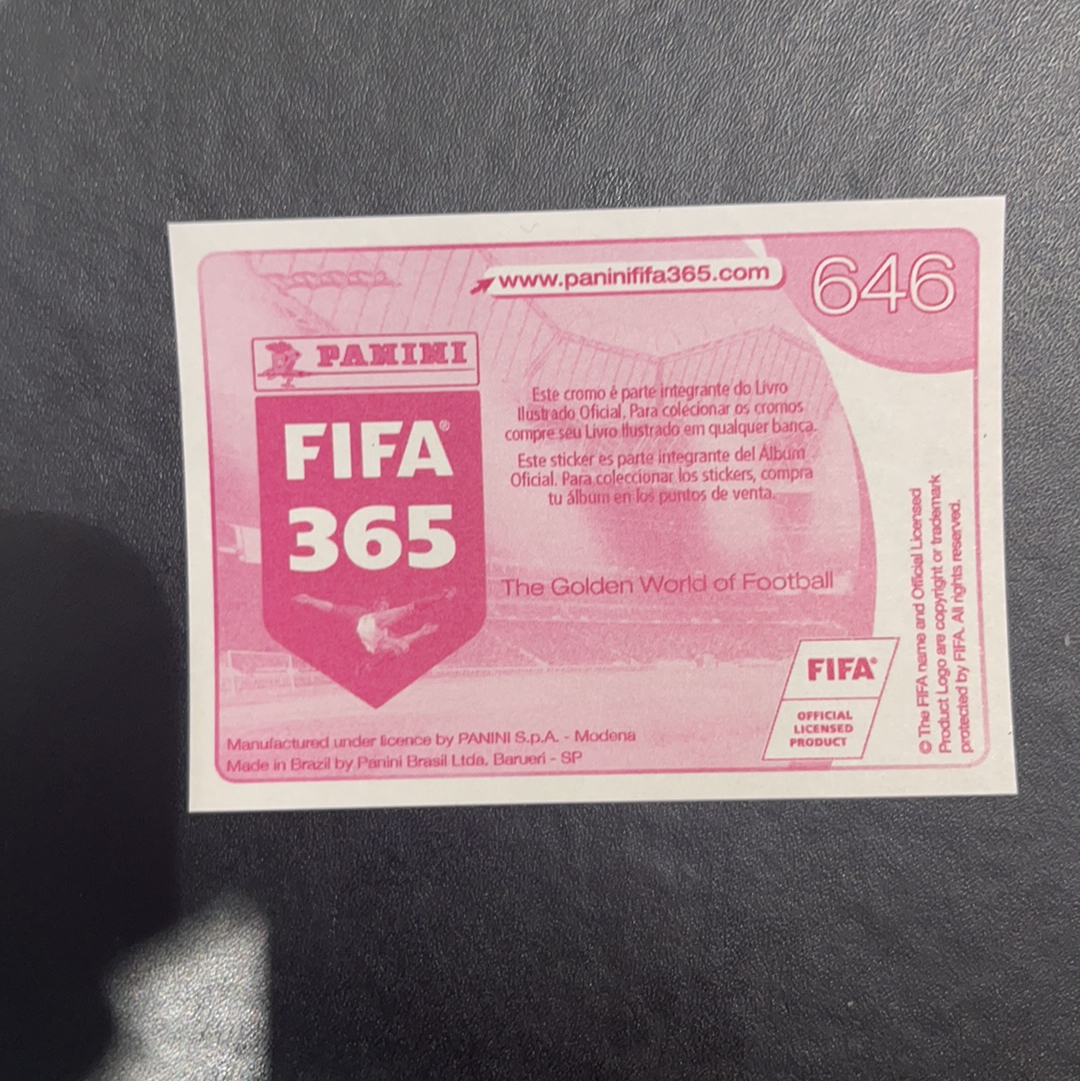 www.paninififa365.com
646
PANINI
FIFA®
365
Este cromo é parte integrante do Livro
Ilustrado Oficial. Para colecionar os cromos
compre seu Livro Ilustrado em qualquer banca.
Este sticker es parte integrante del Álbum
Oficial. Para coleccionar los stickers, compra
tu álbum en los puntos de venta.
The Golden World of Football
FIFA®
OFFICIAL
LICENSED
PRODUCT
Manufactured under licence by PANINI S.p.A. - Modena
Made in Brazil by Panini Brasil Ltda. Barueri - SP
© The FIFA name and Official Licensed
Product Logo are copyright or trademark
protected by FIFA. All rights reserved.